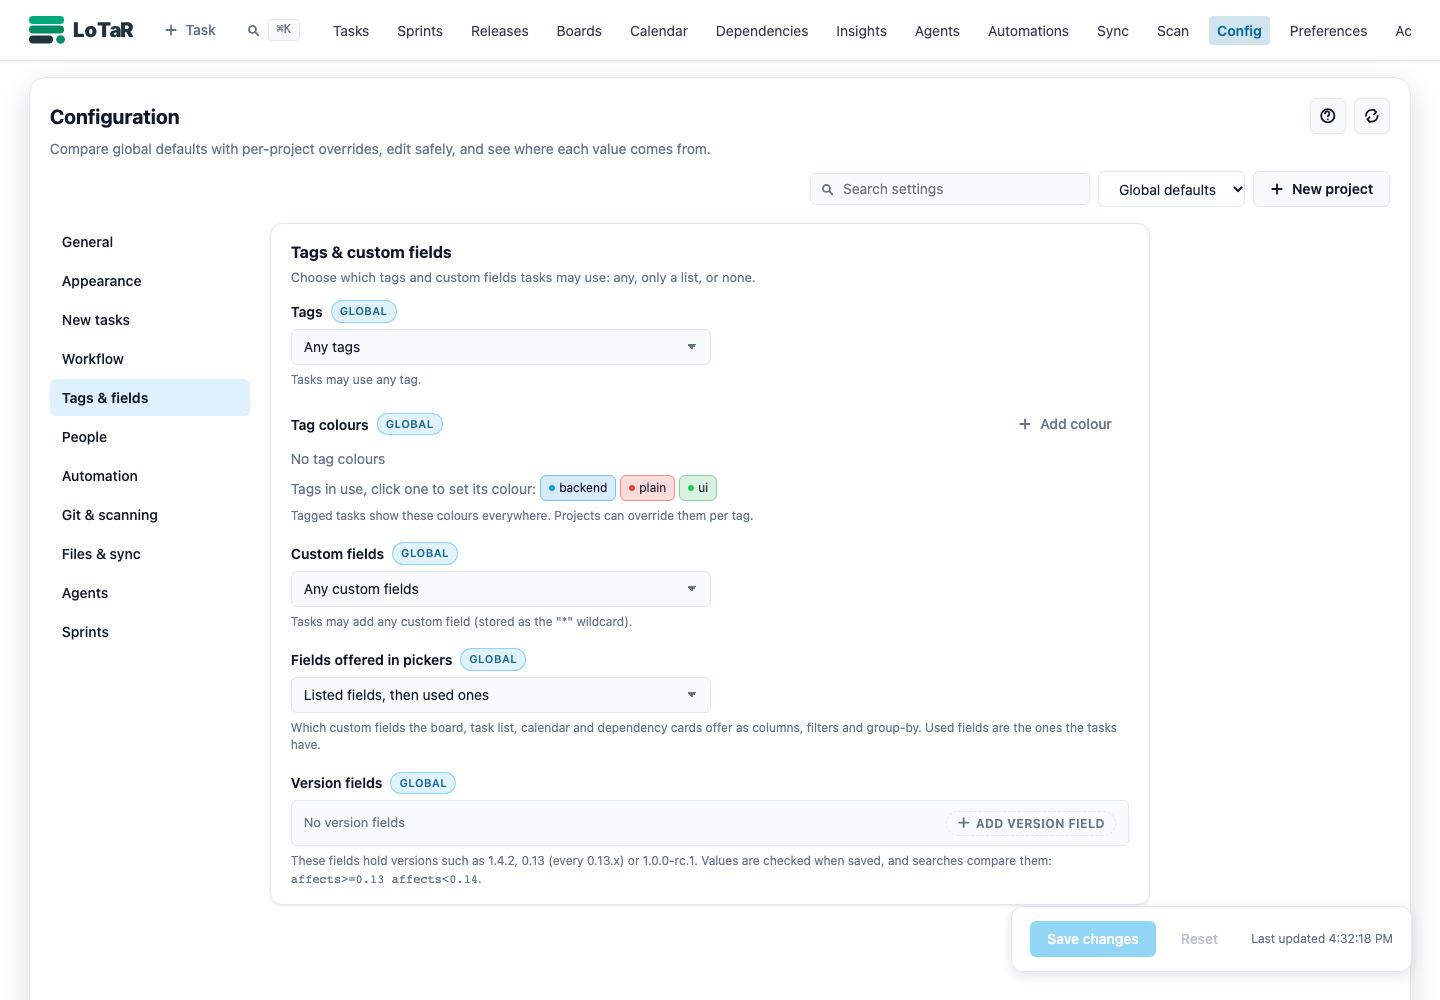 LoTaR
Task
⌘K
Tasks
Sprints
Releases
Boards
Calendar
Dependencies
Insights
Agents
Automations
Sync
Scan
Config
Preferences
Ac
Configuration
Compare global defaults with per-project overrides, edit safely, and see where each value comes from.
Search settings
Global defaults
New project
General
Appearance
New tasks
Workflow
Tags & fields
People
Automation
Git & scanning
Files & sync
Agents
Sprints
Tags & custom fields
Choose which tags and custom fields tasks may use: any, only a list, or none.
Tags GLOBAL
Any tags
Tasks may use any tag.
Tag colours GLOBAL
Add colour
No tag colours
Tags in use, click one to set its colour: backend plain ui
Tagged tasks show these colours everywhere. Projects can override them per tag.
Custom fields GLOBAL
Any custom fields
Tasks may add any custom field (stored as the "*" wildcard).
Fields offered in pickers GLOBAL
Listed fields, then used ones
Which custom fields the board, task list, calendar and dependency cards offer as columns, filters and group-by. Used fields are the ones the tasks
have.
Version fields GLOBAL
No version fields
ADD VERSION FIELD
These fields hold versions such as 1.4.2, 0.13 (every 0.13.x) or 1.0.0-rc.1. Values are checked when saved, and searches compare them:
affects>=0.13 affects<0.14.
Save changes
Reset
Last updated 4:32:18 PM